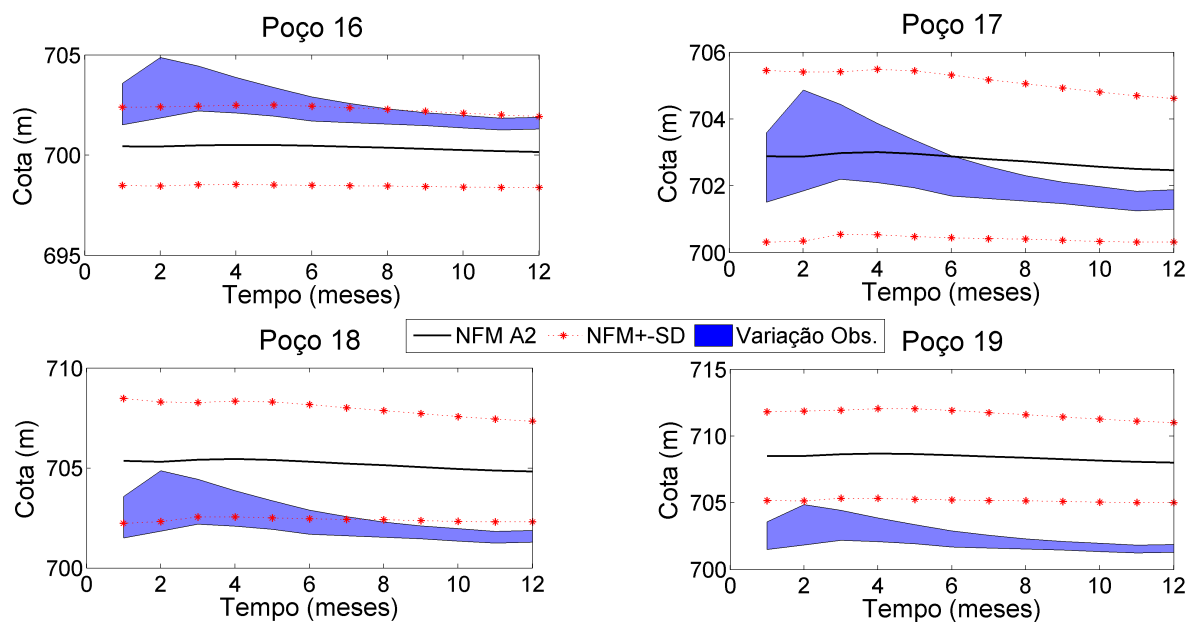 Poço 16
705
700
695
Cota (m)
0 2 4 6 8 10 12
Tempo (meses)
Poço 17
706
704
702
700
Cota (m)
0 2 4 6 8 10 12
Tempo (meses)
NFM A2 NFM+-SD Variação Obs.
Poço 18
710
705
700
Cota (m)
0 2 4 6 8 10 12
Tempo (meses)
Poço 19
715
710
705
700
Cota (m)
0 2 4 6 8 10 12
Tempo (meses)